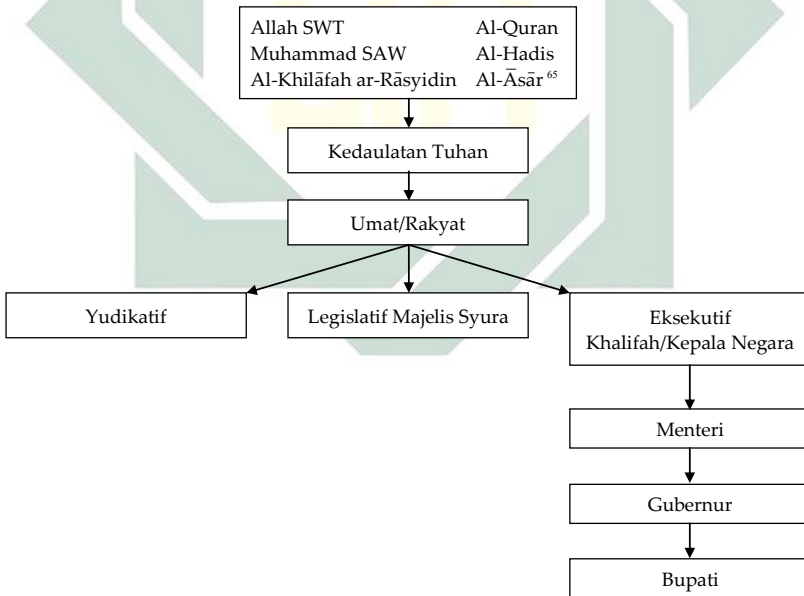 Allah SWT Al-Quran
Muhammad SAW Al-Hadis
Al-Khilāfah ar-Rāsyidin Al-Āsār 65
Kedaulatan Tuhan
Umat/Rakyat
Yudikatif
Legislatif Majelis Syura
Eksekutif
Khalifah/Kepala Negara
Menteri
Gubernur
Bupati